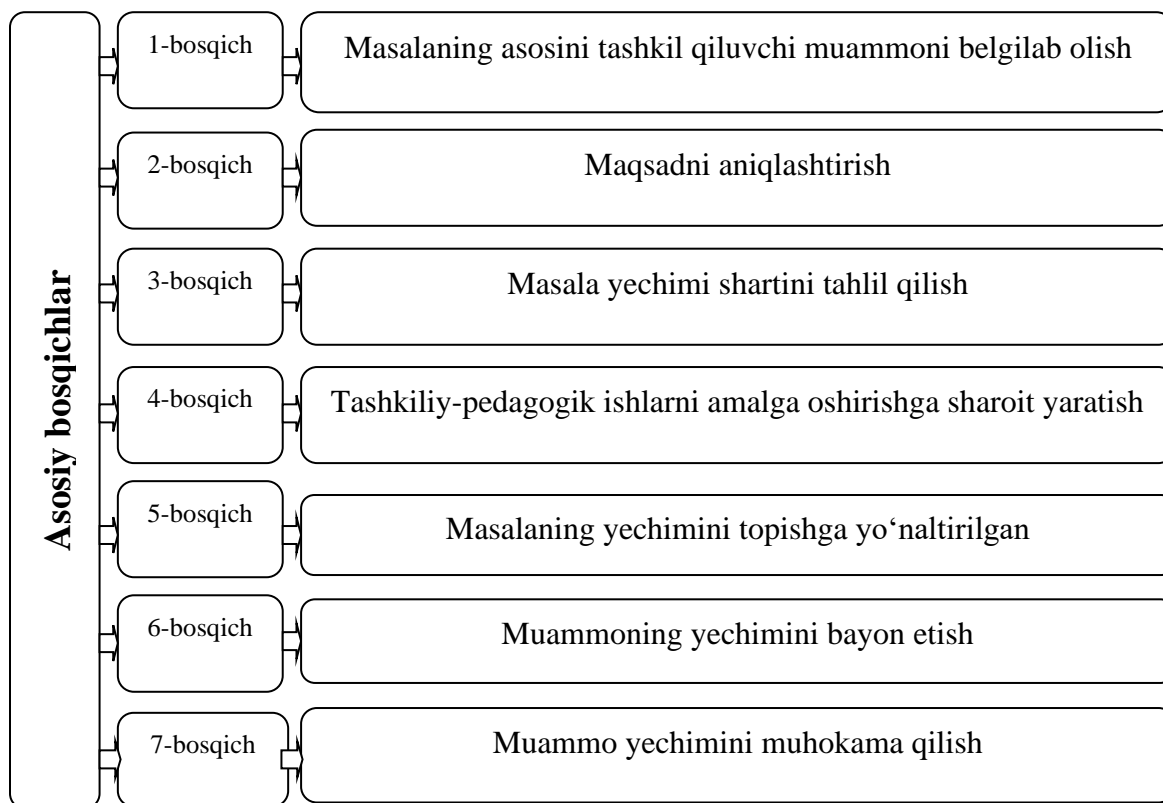 Asosiy bosqichlar
1-bosqich
Masalaning asosini tashkil qiluvchi muammoni belgilab olish
2-bosqich
Maqsadni aniqlashtirish
3-bosqich
Masala yechimi shartini tahlil qilish
4-bosqich
Tashkiliy-pedagogik ishlarni amalga oshirishga sharoit yaratish
5-bosqich
Masalaning yechimini topishga yo‘naltirilgan
6-bosqich
Muammoning yechimini bayon etish
7-bosqich
Muammo yechimini muhokama qilish